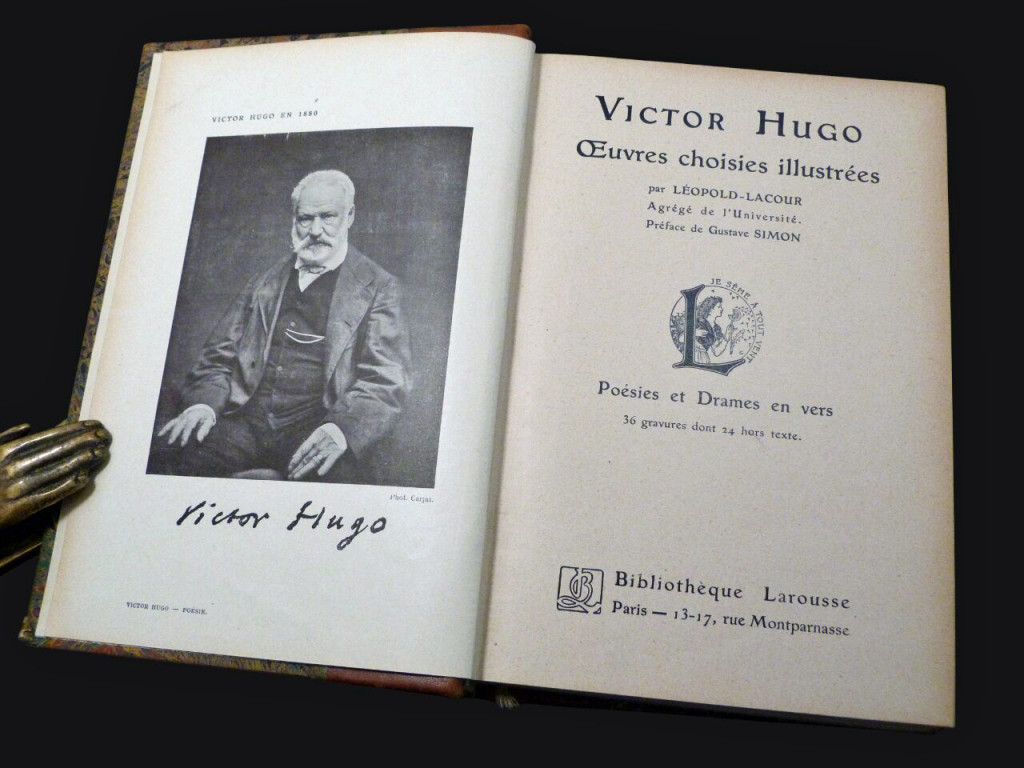 VICTOR HUGO EN 1880
Phot. Carjat.
Victor Hugo
VICTOR HUGO — POÉSIE.
VICTOR HUGO
Œuvres choisies illustrées
par LÉOPOLD-LACOUR
Agrégé de l'Université.
Préface de Gustave SIMON
JE SÈME À TOUT VENT
L
Poésies et Drames en vers
36 gravures dont 24 hors texte.
Bibliothèque Larousse
Paris — 13-17, rue Montparnasse